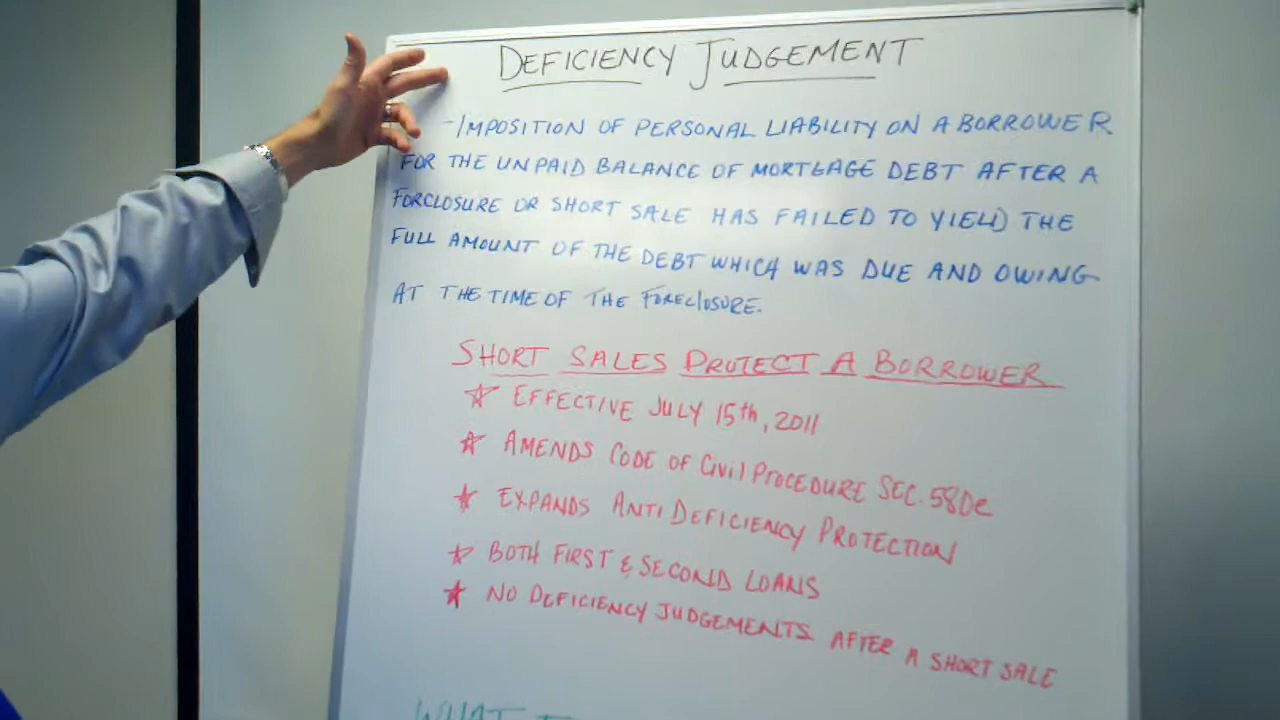 DEFICIENCY JUDGEMENT
-IMPOSITION OF PERSONAL LIABILITY ON A BORROWER
FOR THE UNPAID BALANCE OF MORTGAGE DEBT AFTER A
FORCLOSURE OR SHORT SALE HAS FAILED TO YIELD THE
FULL AMOUNT OF THE DEBT WHICH WAS DUE AND OWING
AT THE TIME OF THE FORECLOSURE.
SHORT SALES PROTECT A BORROWER
☆ EFFECTIVE JULY 15th, 2011
☆ AMENDS CODE OF CIVIL PROCEDURE SEC. 580e
☆ EXPANDS ANTI DEFICIENCY PROTECTION
☆ BOTH FIRST & SECOND LOANS
☆ NO DEFICIENCY JUDGEMENTS AFTER A SHORT SALE
WHAT